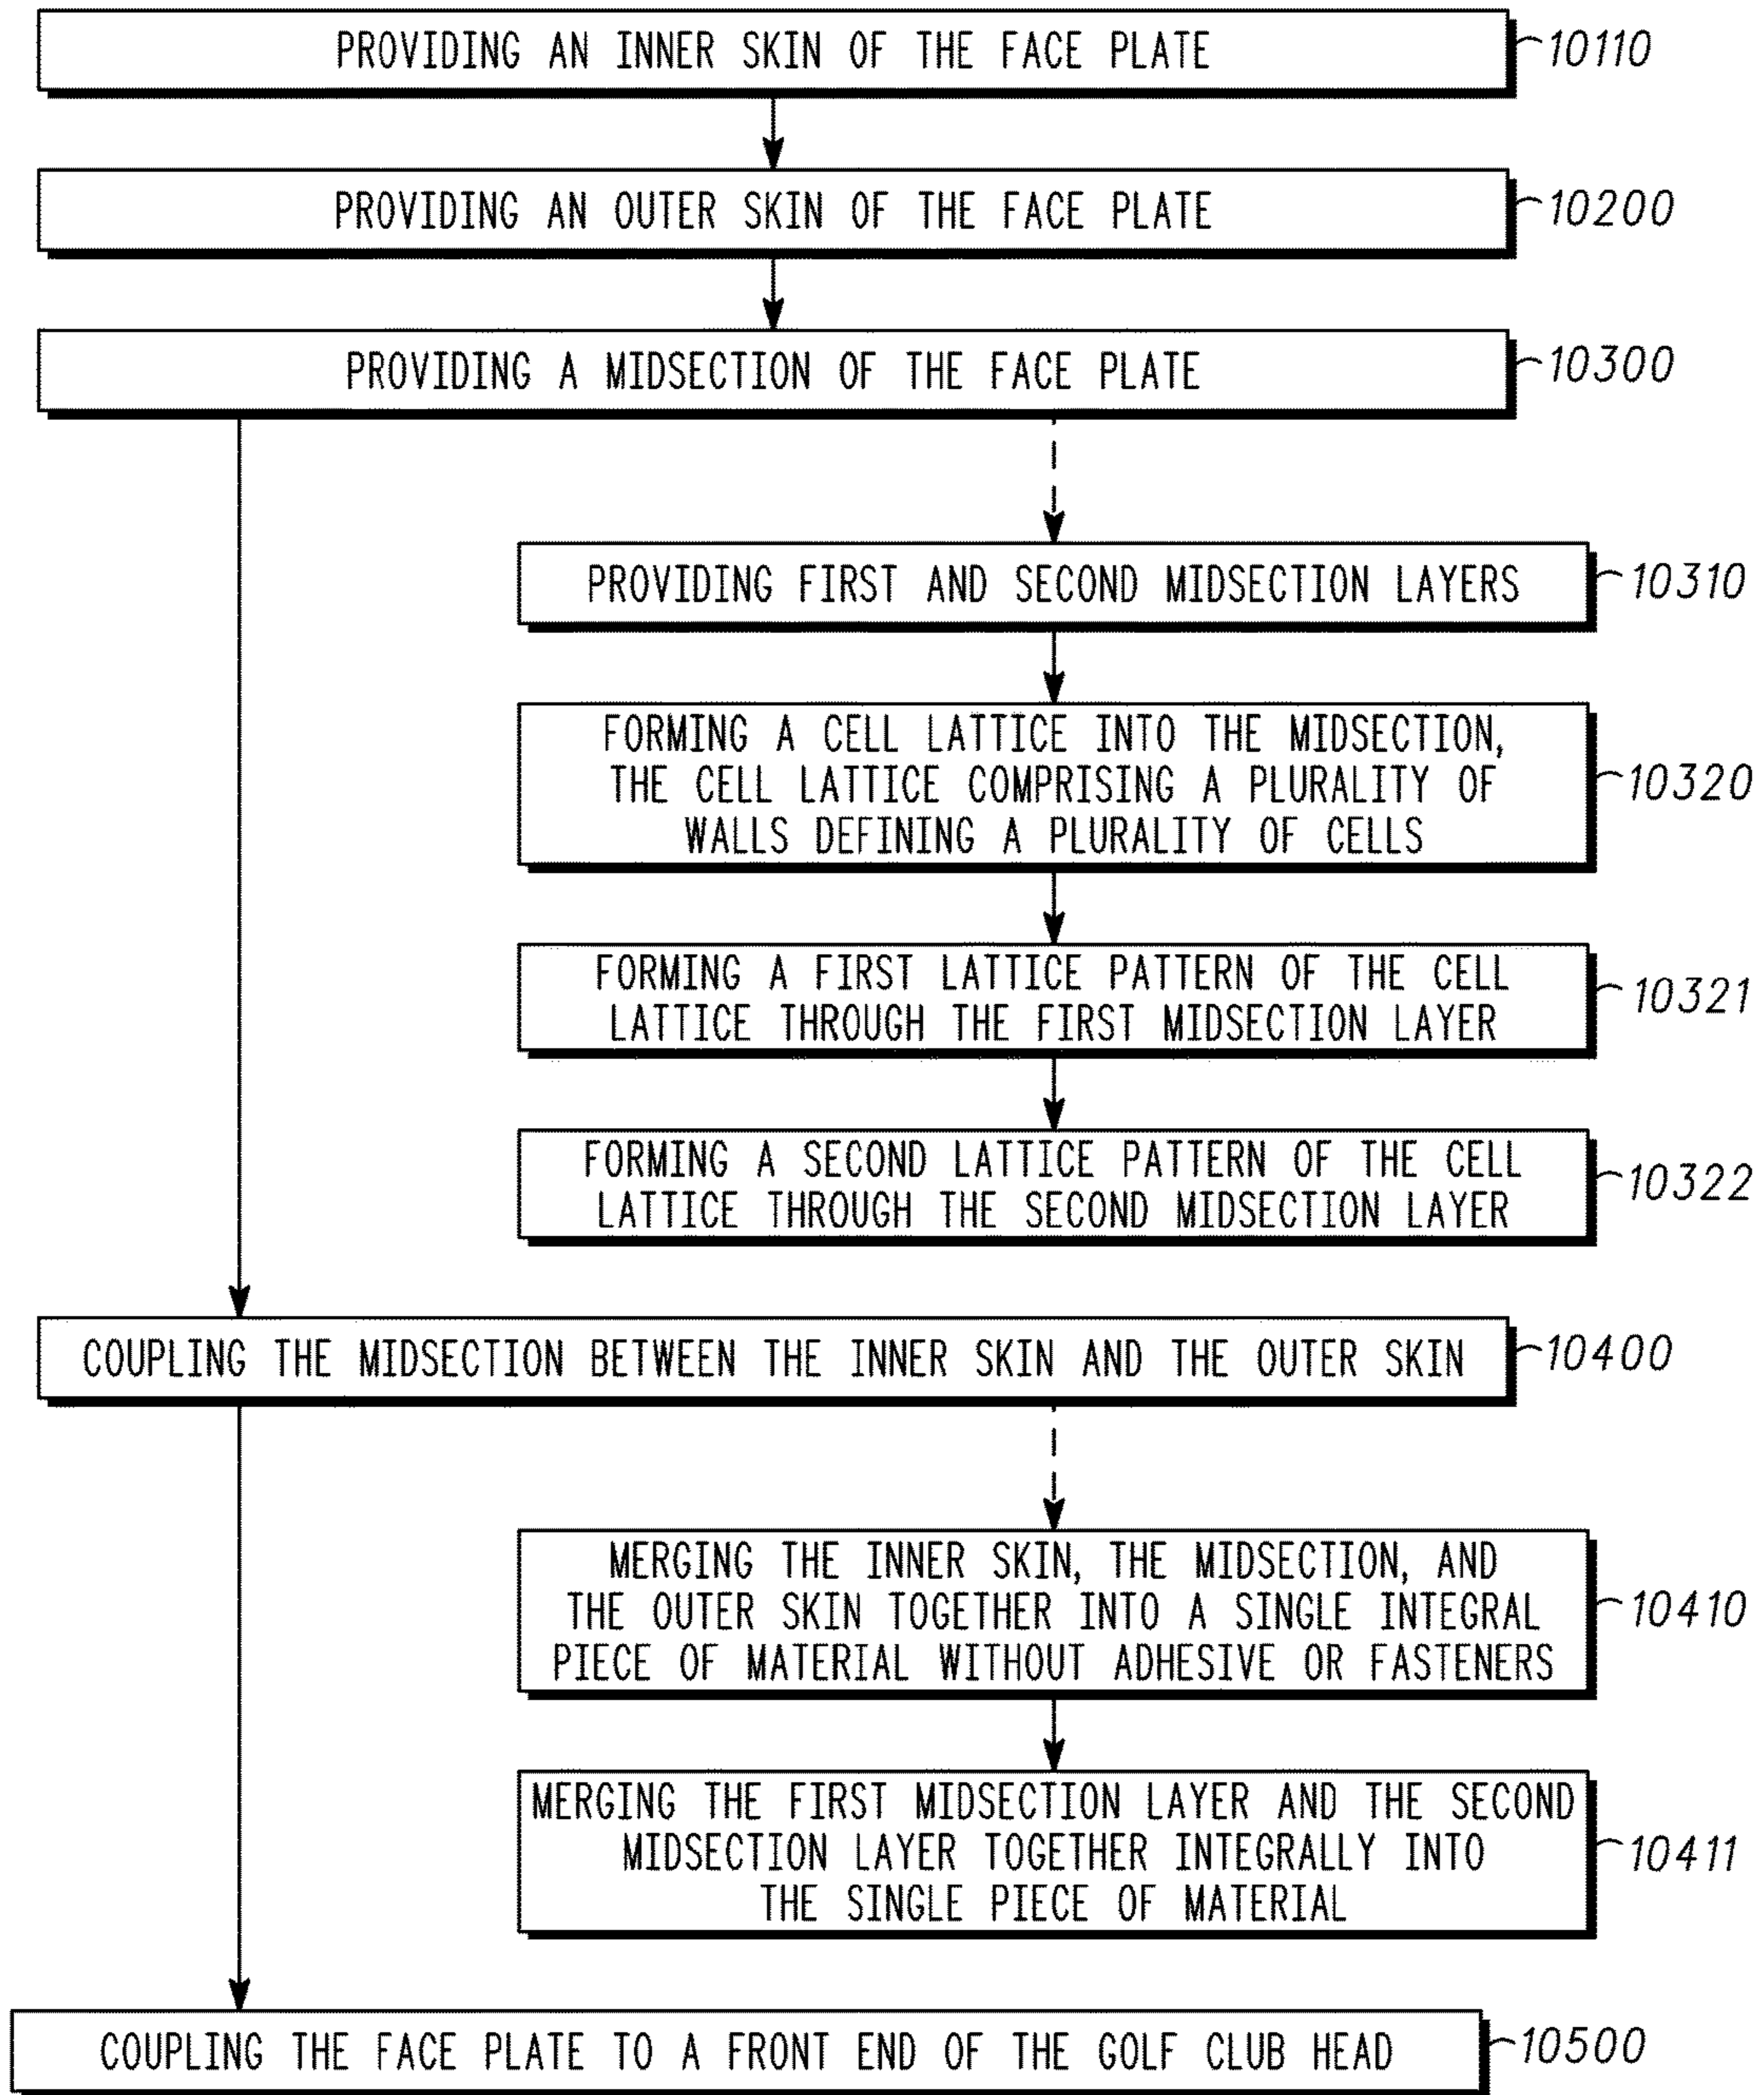 PROVIDING AN INNER SKIN OF THE FACE PLATE
10110
PROVIDING AN OUTER SKIN OF THE FACE PLATE
10200
PROVIDING A MIDSECTION OF THE FACE PLATE
10300
PROVIDING FIRST AND SECOND MIDSECTION LAYERS
10310
FORMING A CELL LATTICE INTO THE MIDSECTION,
THE CELL LATTICE COMPRISING A PLURALITY OF
WALLS DEFINING A PLURALITY OF CELLS
10320
FORMING A FIRST LATTICE PATTERN OF THE CELL
LATTICE THROUGH THE FIRST MIDSECTION LAYER
10321
FORMING A SECOND LATTICE PATTERN OF THE CELL
LATTICE THROUGH THE SECOND MIDSECTION LAYER
10322
COUPLING THE MIDSECTION BETWEEN THE INNER SKIN AND THE OUTER SKIN
10400
MERGING THE INNER SKIN, THE MIDSECTION, AND
THE OUTER SKIN TOGETHER INTO A SINGLE INTEGRAL
PIECE OF MATERIAL WITHOUT ADHESIVE OR FASTENERS
10410
MERGING THE FIRST MIDSECTION LAYER AND THE SECOND
MIDSECTION LAYER TOGETHER INTEGRALLY INTO
THE SINGLE PIECE OF MATERIAL
10411
COUPLING THE FACE PLATE TO A FRONT END OF THE GOLF CLUB HEAD
10500